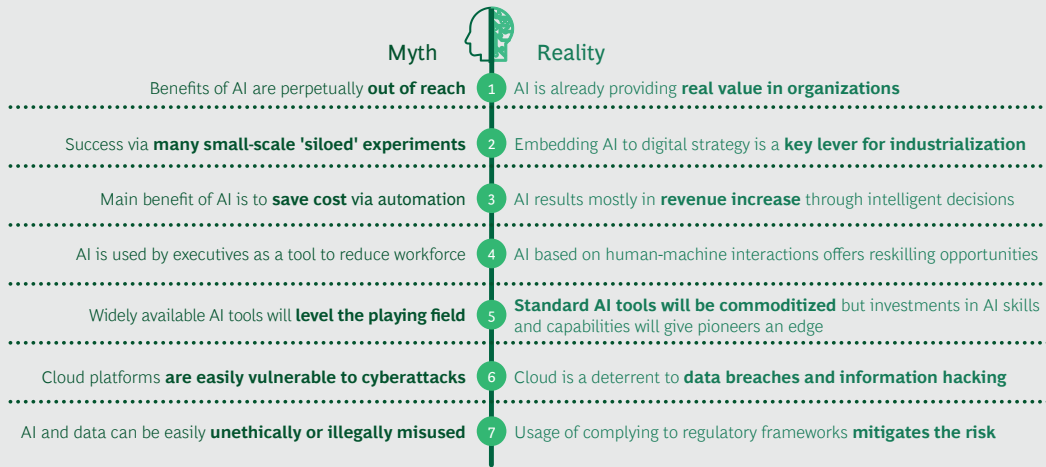 Myth
Reality
Benefits of AI are perpetually out of reach
1
AI is already providing real value in organizations
Success via many small-scale 'siloed' experiments
2
Embedding AI to digital strategy is a key lever for industrialization
Main benefit of AI is to save cost via automation
3
AI results mostly in revenue increase through intelligent decisions
AI is used by executives as a tool to reduce workforce
4
AI based on human-machine interactions offers reskilling opportunities
Widely available AI tools will level the playing field
5
Standard AI tools will be commoditized but investments in AI skills
and capabilities will give pioneers an edge
Cloud platforms are easily vulnerable to cyberattacks
6
Cloud is a deterrent to data breaches and information hacking
AI and data can be easily unethically or illegally misused
7
Usage of complying to regulatory frameworks mitigates the risk